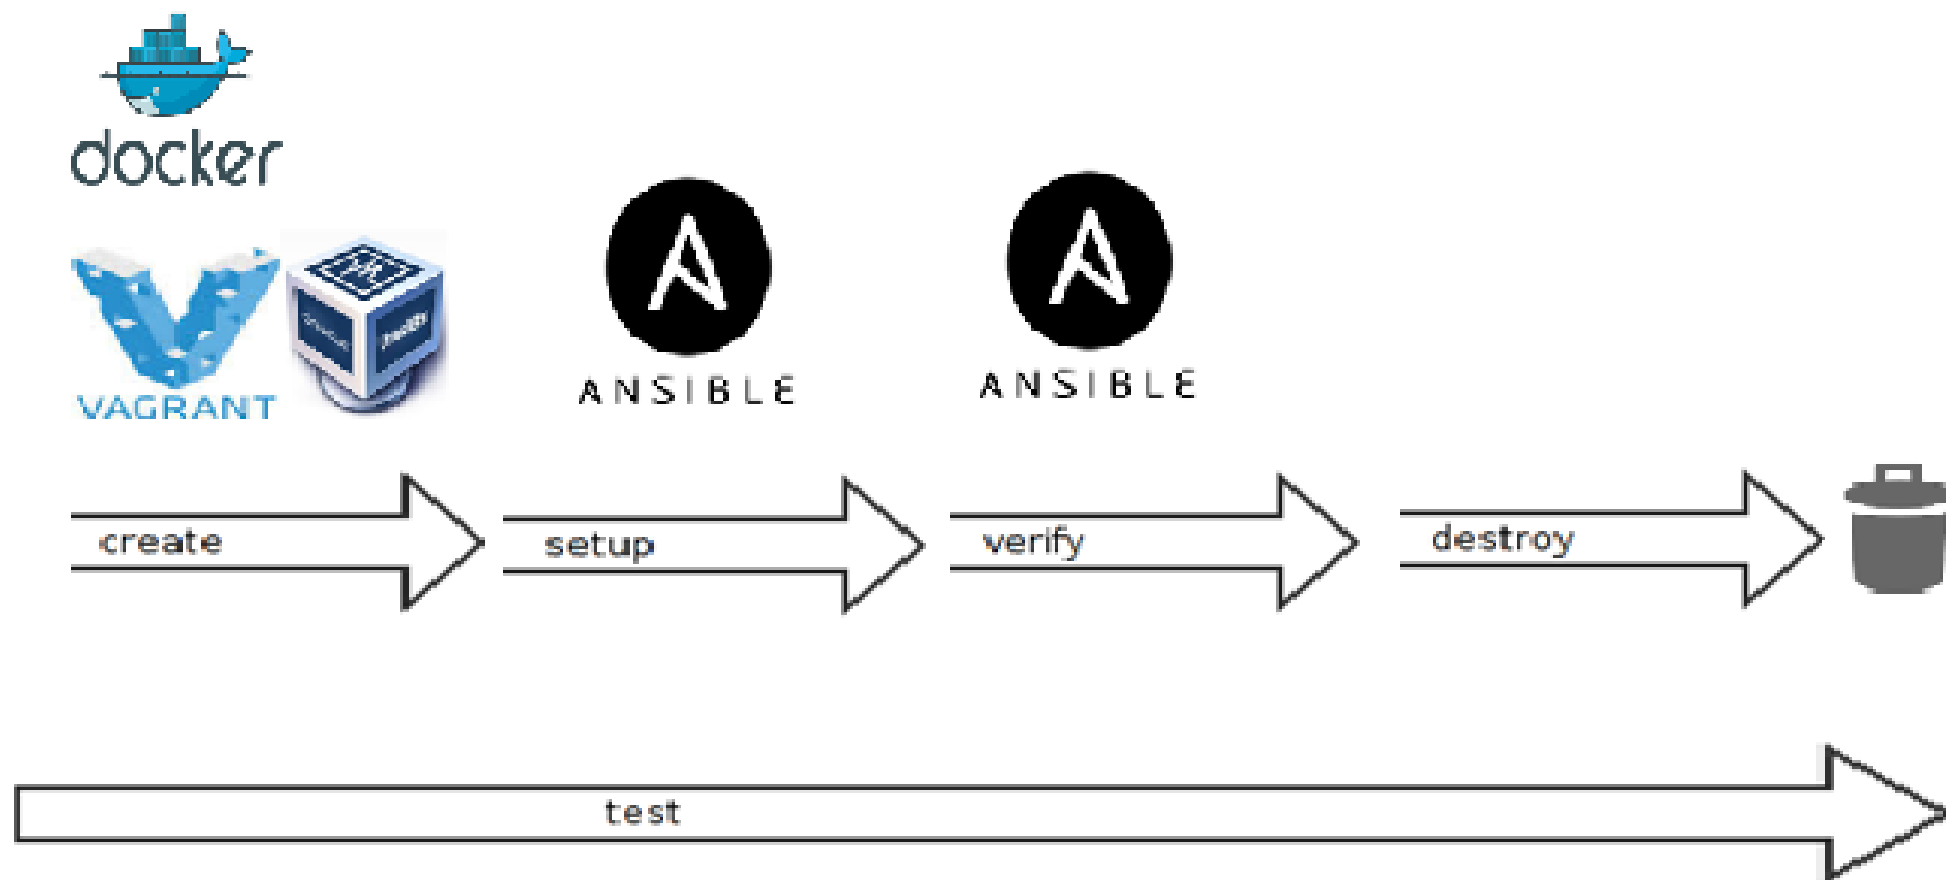 docker
VAGRANT
ANSIBLE
ANSIBLE
create
setup
verify
destroy
test